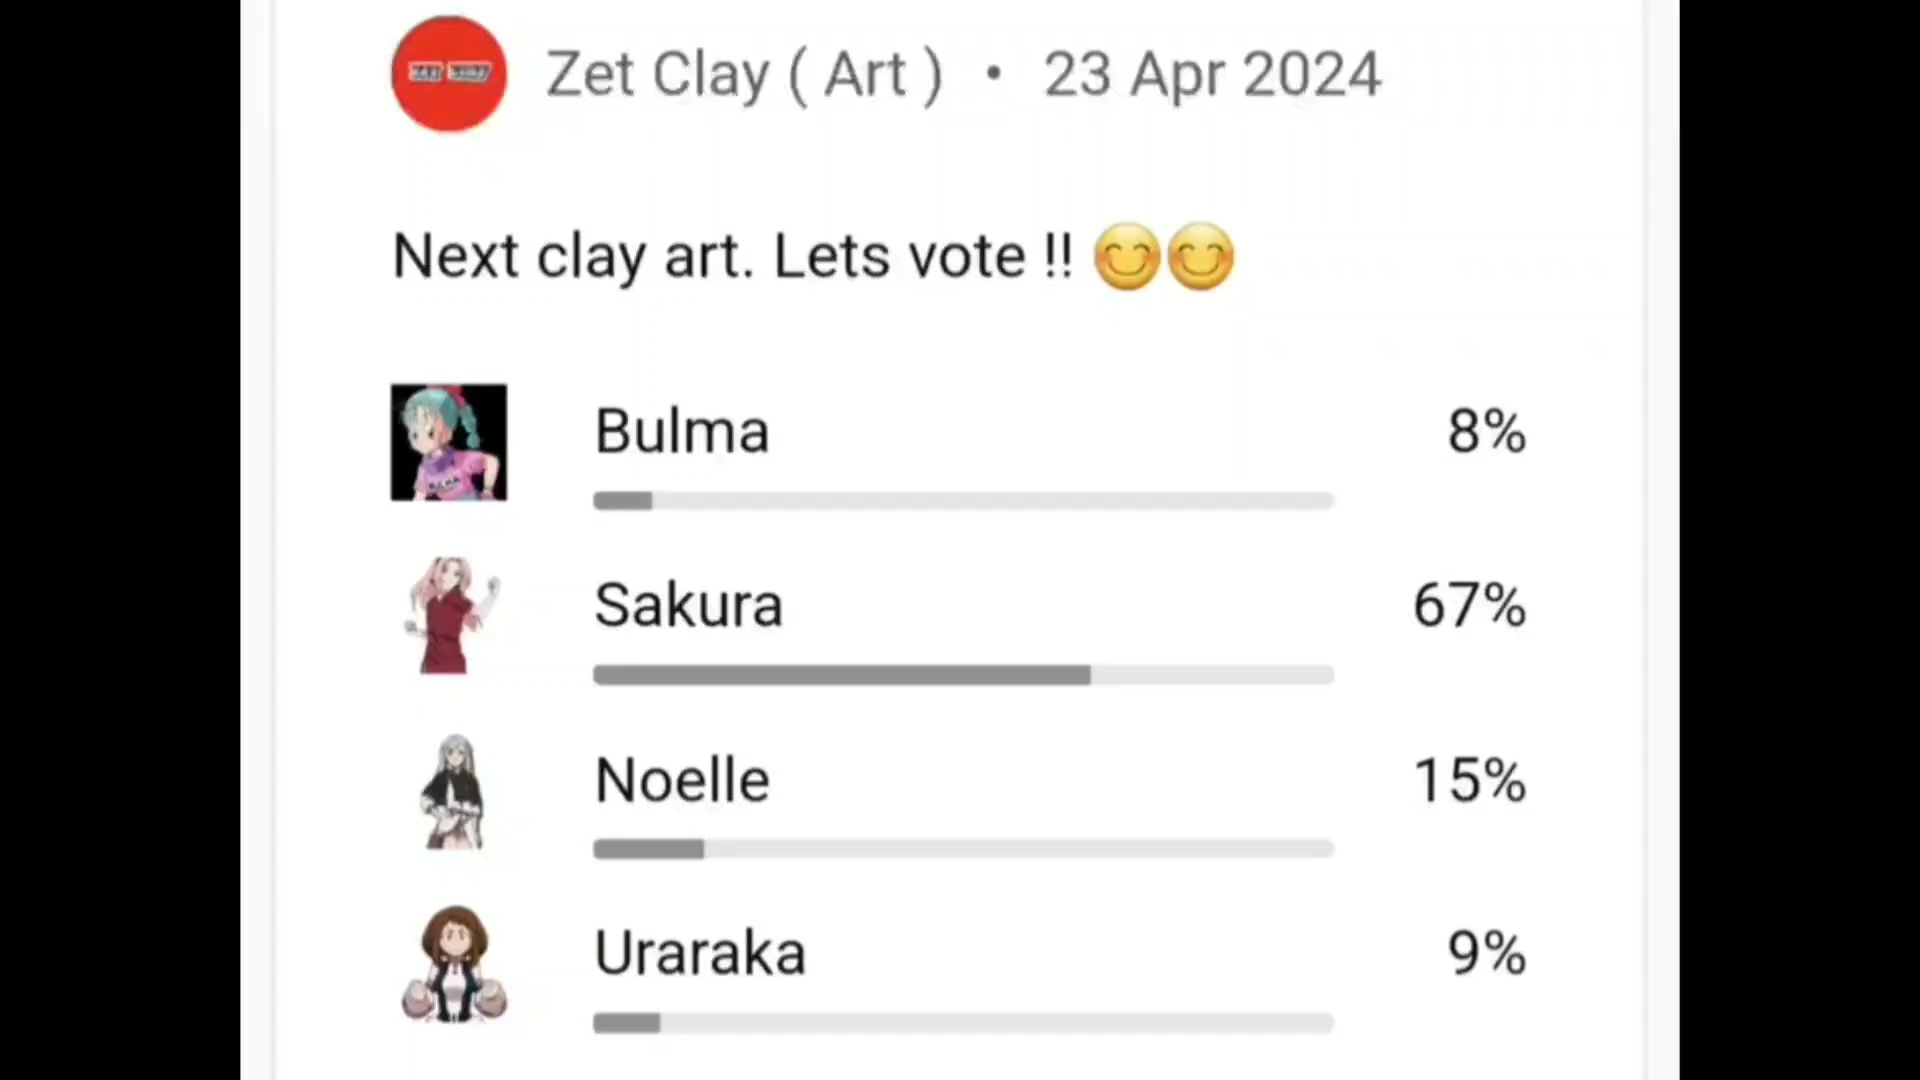 Zet Clay ( Art ) • 23 Apr 2024
Next clay art. Lets vote !! 😊😊
Bulma 8%
Sakura 67%
Noelle 15%
Uraraka 9%